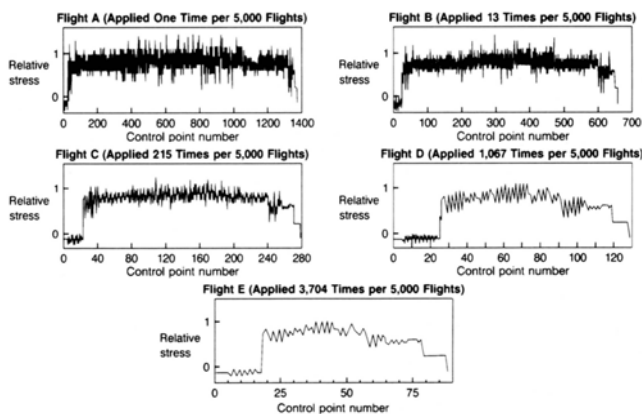 Flight A (Applied One Time per 5,000 Flights)
Relative
stress
1
0
0 200 400 600 800 1000 1200 1400
Control point number
Flight B (Applied 13 Times per 5,000 Flights)
Relative
stress
1
0
0 100 200 300 400 500 600 700
Control point number
Flight C (Applied 215 Times per 5,000 Flights)
Relative
stress
1
0
0 40 80 120 160 200 240 280
Control point number
Flight D (Applied 1,067 Times per 5,000 Flights)
Relative
stress
1
0
0 20 40 60 80 100 120
Control point number
Flight E (Applied 3,704 Times per 5,000 Flights)
Relative
stress
1
0
0 25 50 75
Control point number